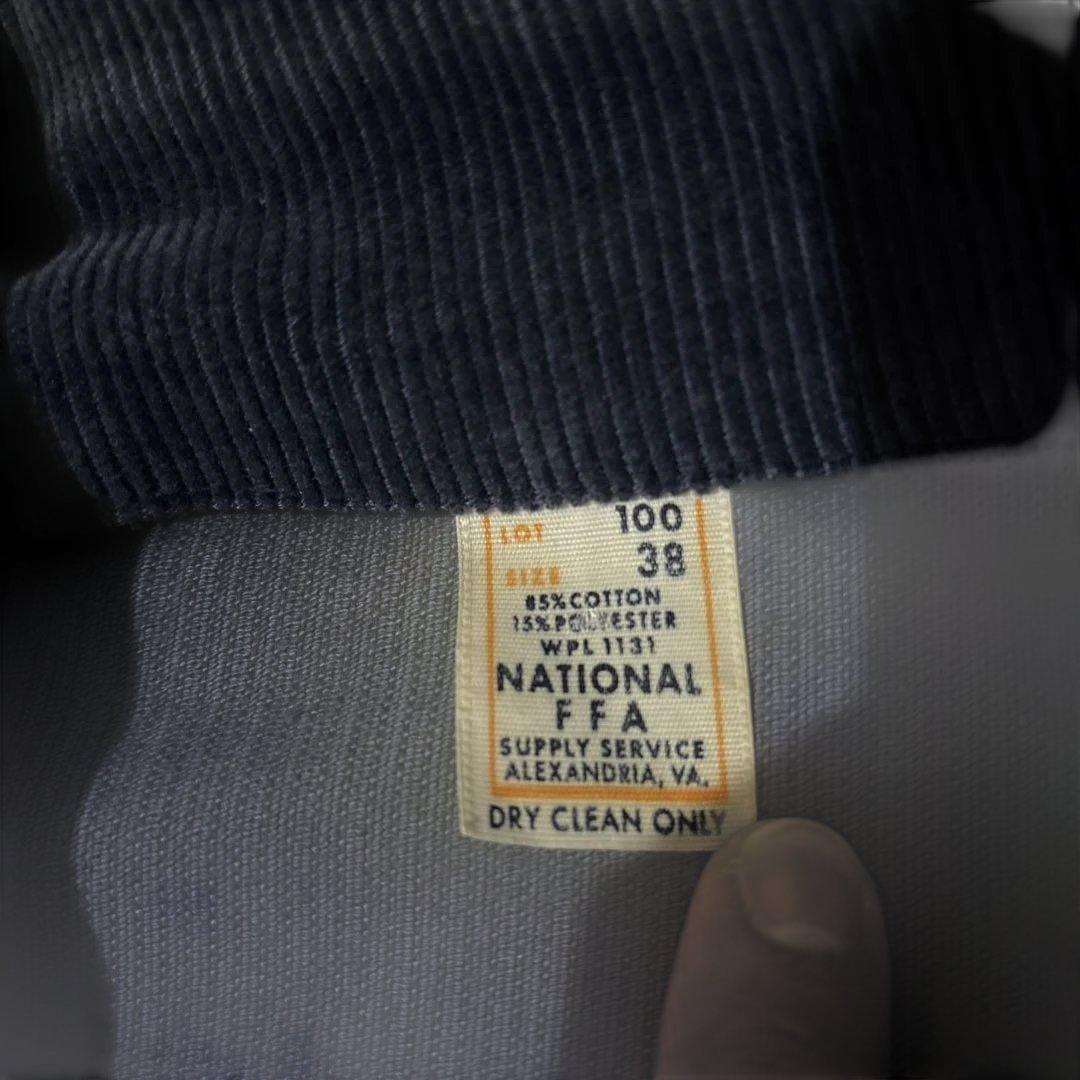 LOT 100
SIZE 38
85%COTTON
15%POLYESTER
WPL 1131
NATIONAL
FFA
SUPPLY SERVICE
ALEXANDRIA, VA.
DRY CLEAN ONLY